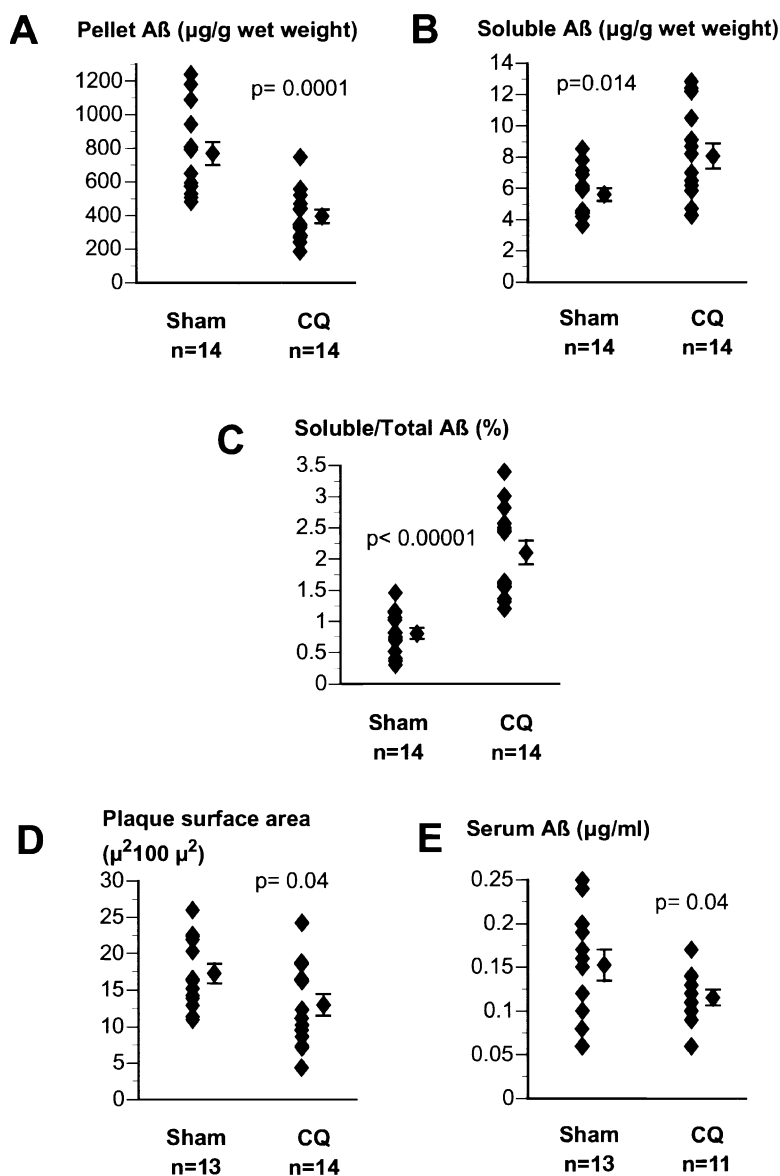 A
Pellet Aß (µg/g wet weight)
p= 0.0001
1200
1000
800
600
400
200
0
Sham
CQ
n=14
n=14
B
Soluble Aß (µg/g wet weight)
p=0.014
14
12
10
8
6
4
2
0
Sham
CQ
n=14
n=14
C
Soluble/Total Aß (%)
p< 0.00001
3.5
3
2.5
2
1.5
1
0.5
0
Sham
CQ
n=14
n=14
D
Plaque surface area
(µ²100 µ²)
p= 0.04
30
25
20
15
10
5
0
Sham
CQ
n=13
n=14
E
Serum Aß (µg/ml)
p= 0.04
0.25
0.2
0.15
0.1
0.05
0
Sham
CQ
n=13
n=11